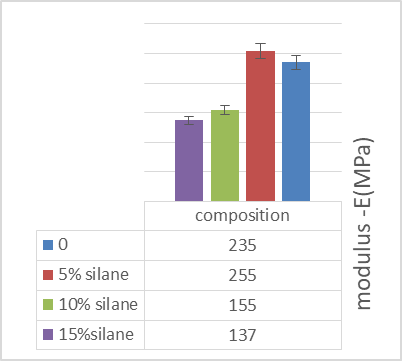 modulus -E(MPa)
composition
0 235
5% silane 255
10% silane 155
15%silane 137